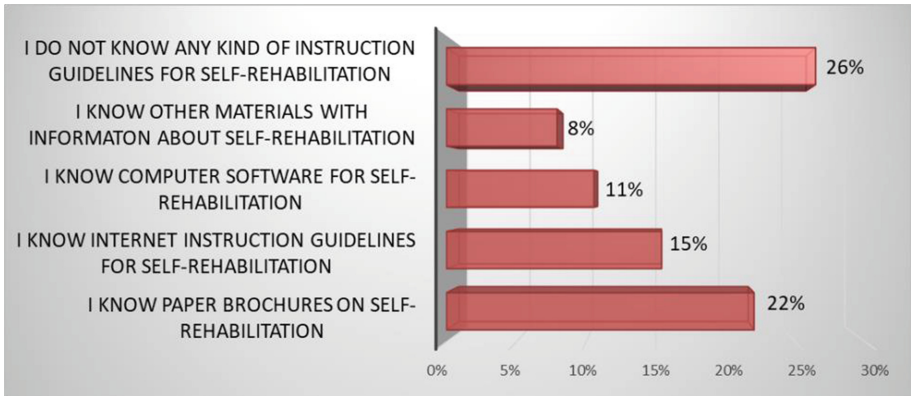 I DO NOT KNOW ANY KIND OF INSTRUCTION
GUIDELINES FOR SELF-REHABILITATION
26%
I KNOW OTHER MATERIALS WITH
INFORMATON ABOUT SELF-REHABILITATION
8%
I KNOW COMPUTER SOFTWARE FOR SELF-
REHABILITATION
11%
I KNOW INTERNET INSTRUCTION GUIDELINES
FOR SELF-REHABILITATION
15%
I KNOW PAPER BROCHURES ON SELF-
REHABILITATION
22%
0% 5% 10% 15% 20% 25% 30%